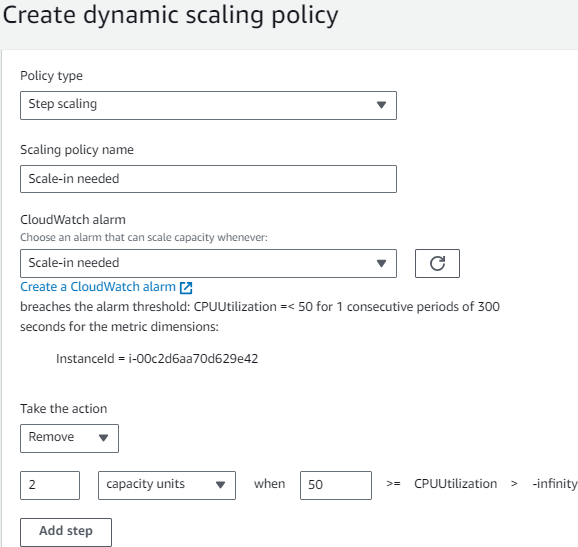 Create dynamic scaling policy
Policy type
Step scaling
Scaling policy name
Scale-in needed
CloudWatch alarm
Choose an alarm that can scale capacity whenever:
Scale-in needed
Create a CloudWatch alarm
breaches the alarm threshold: CPUUtilization =< 50 for 1 consecutive periods of 300
seconds for the metric dimensions:
InstanceId = i-00c2d6aa70d629e42
Take the action
Remove
2 capacity units when 50 >= CPUUtilization > -infinity
Add step